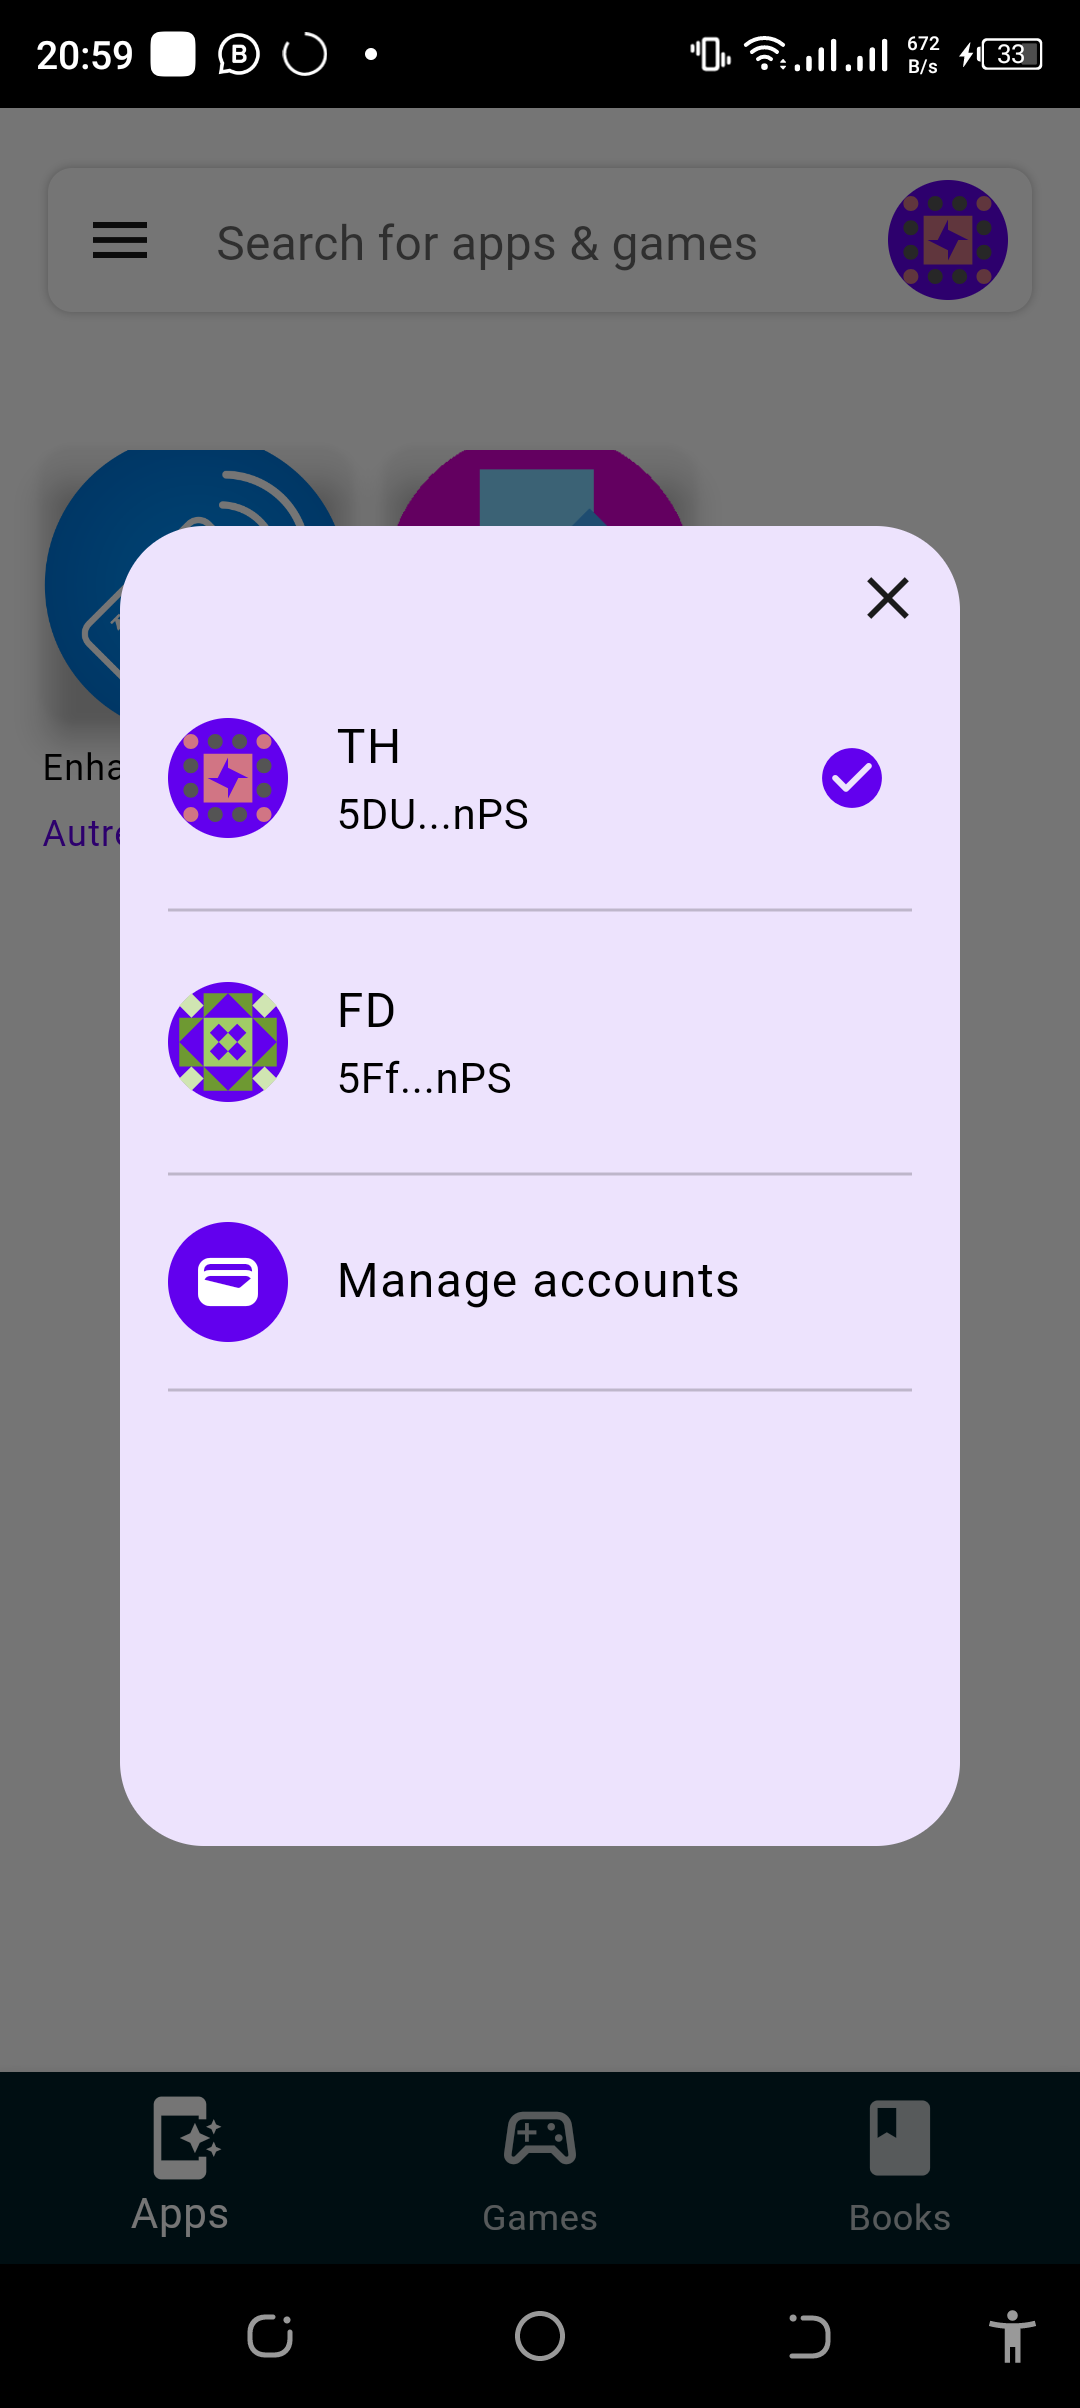 20:59
672
B/s
33
Search for apps & games
TH
5DU...nPS
Enha
Autre
FD
5Ff...nPS
Manage accounts
Apps
Games
Books